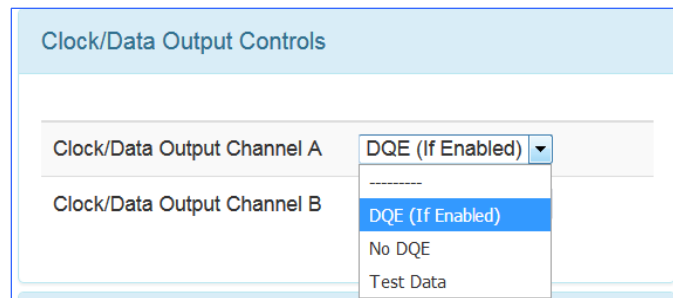 Clock/Data Output Controls
Clock/Data Output Channel A DQE (If Enabled)
---------
Clock/Data Output Channel B DQE (If Enabled)
No DQE
Test Data